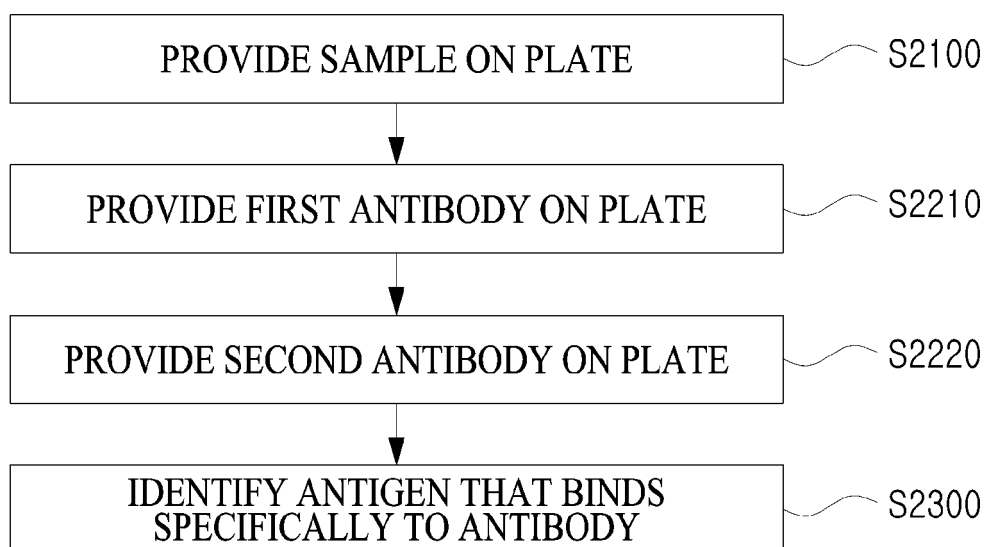 PROVIDE SAMPLE ON PLATE S2100
PROVIDE FIRST ANTIBODY ON PLATE S2210
PROVIDE SECOND ANTIBODY ON PLATE S2220
IDENTIFY ANTIGEN THAT BINDS
SPECIFICALLY TO ANTIBODY S2300